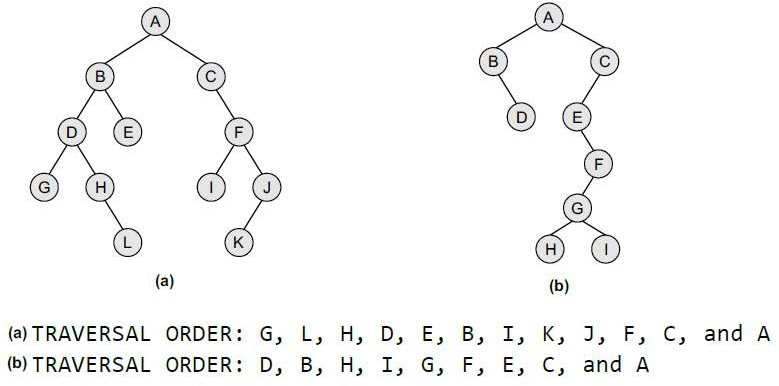 A
B C
D E F
G H I J
L K
(a)
A
B C
D E
F
G
H I
(b)
(a) TRAVERSAL ORDER: G, L, H, D, E, B, I, K, J, F, C, and A
(b) TRAVERSAL ORDER: D, B, H, I, G, F, E, C, and A